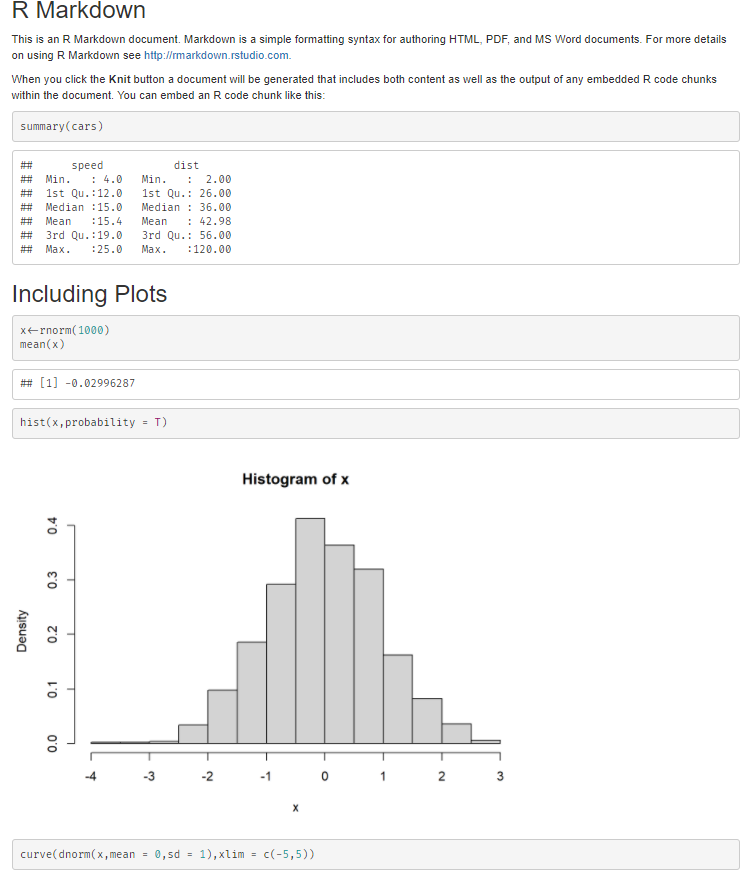 R Markdown
This is an R Markdown document. Markdown is a simple formatting syntax for authoring HTML, PDF, and MS Word documents. For more details
on using R Markdown see http://rmarkdown.rstudio.com.
When you click the Knit button a document will be generated that includes both content as well as the output of any embedded R code chunks
within the document. You can embed an R code chunk like this:
summary(cars)
##      speed           dist
## Min.   : 4.0   Min.   :  2.00
## 1st Qu.:12.0   1st Qu.: 26.00
## Median :15.0   Median : 36.00
## Mean   :15.4   Mean   : 42.98
## 3rd Qu.:19.0   3rd Qu.: 56.00
## Max.   :25.0   Max.   :120.00
Including Plots
x←rnorm(1000)
mean(x)
## [1] -0.02996287
hist(x,probability = T)
Histogram of x
Density
0.4
0.3
0.2
0.1
0.0
-4 -3 -2 -1 0 1 2 3
x
curve(dnorm(x,mean = 0,sd = 1),xlim = c(-5,5))